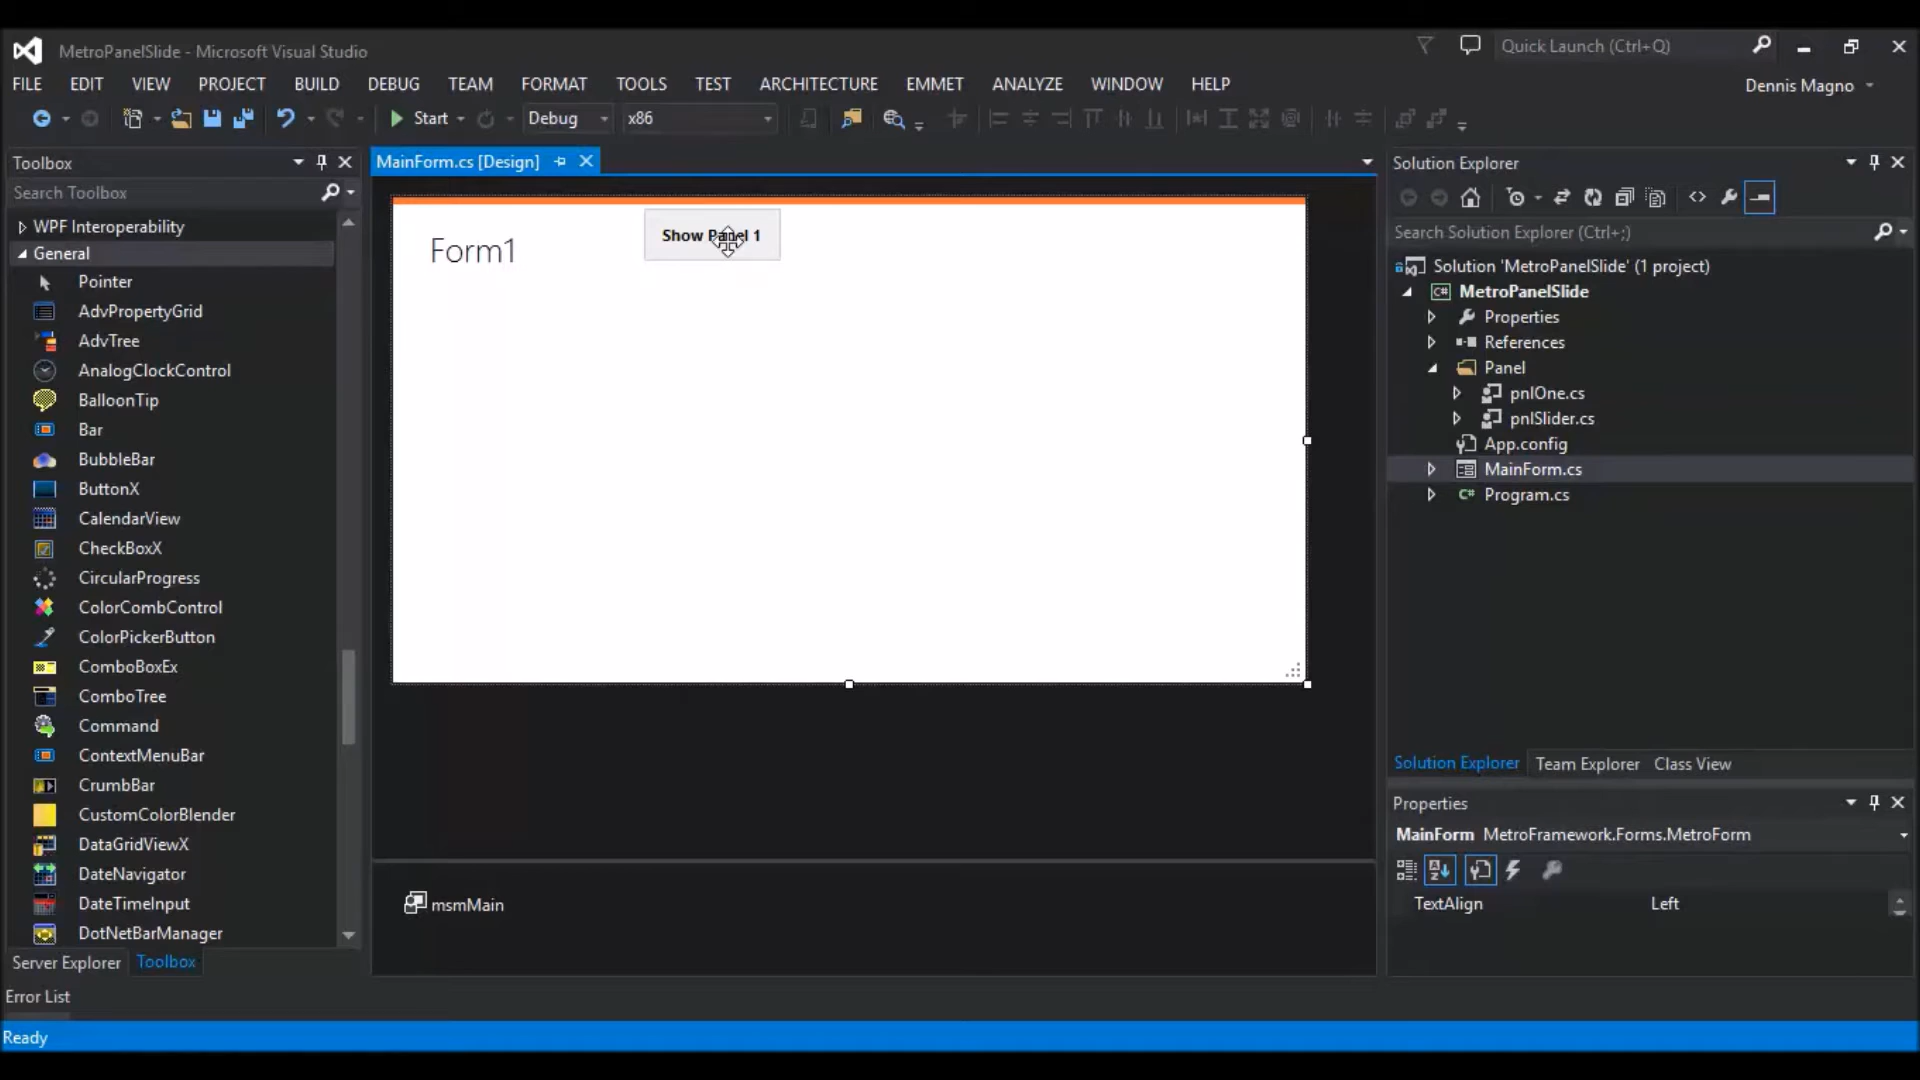 MetroPanelSlide - Microsoft Visual Studio
Quick Launch (Ctrl+Q)
FILE EDIT VIEW PROJECT BUILD DEBUG TEAM FORMAT TOOLS TEST ARCHITECTURE EMMET ANALYZE WINDOW HELP
Dennis Magno
Start Debug x86
Toolbox
Search Toolbox
WPF Interoperability
General
Pointer
AdvPropertyGrid
AdvTree
AnalogClockControl
BalloonTip
Bar
BubbleBar
ButtonX
CalendarView
CheckBoxX
CircularProgress
ColorCombControl
ColorPickerButton
ComboBoxEx
ComboTree
Command
ContextMenuBar
CrumbBar
CustomColorBlender
DataGridViewX
DateNavigator
DateTimeInput
DotNetBarManager
Server Explorer Toolbox
MainForm.cs [Design]
Form1
Show Panel 1
msmMain
Solution Explorer
Search Solution Explorer (Ctrl+;)
Solution 'MetroPanelSlide' (1 project)
MetroPanelSlide
Properties
References
Panel
pnlOne.cs
pnlSlider.cs
App.config
MainForm.cs
Program.cs
Solution Explorer Team Explorer Class View
Properties
MainForm MetroFramework.Forms.MetroForm
TextAlign Left
Error List
Ready